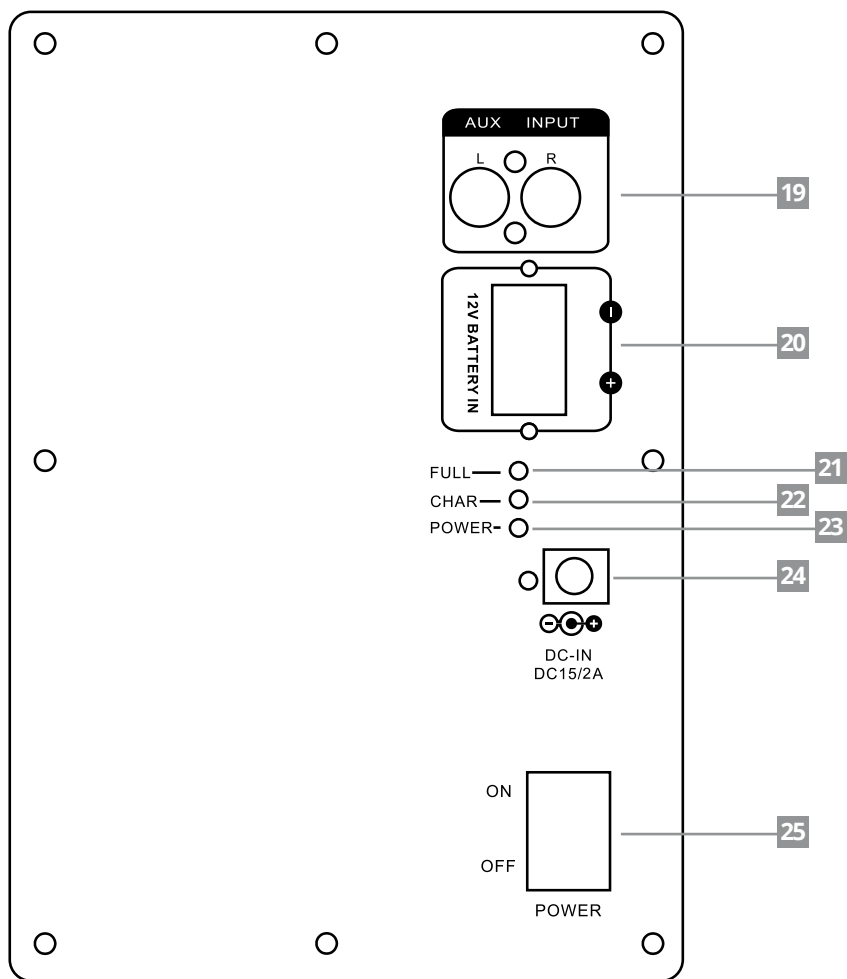 AUX INPUT
L R
19
12V BATTERY IN
20
FULL
21
CHAR
22
POWER
23
24
DC-IN
DC15/2A
ON
25
OFF
POWER